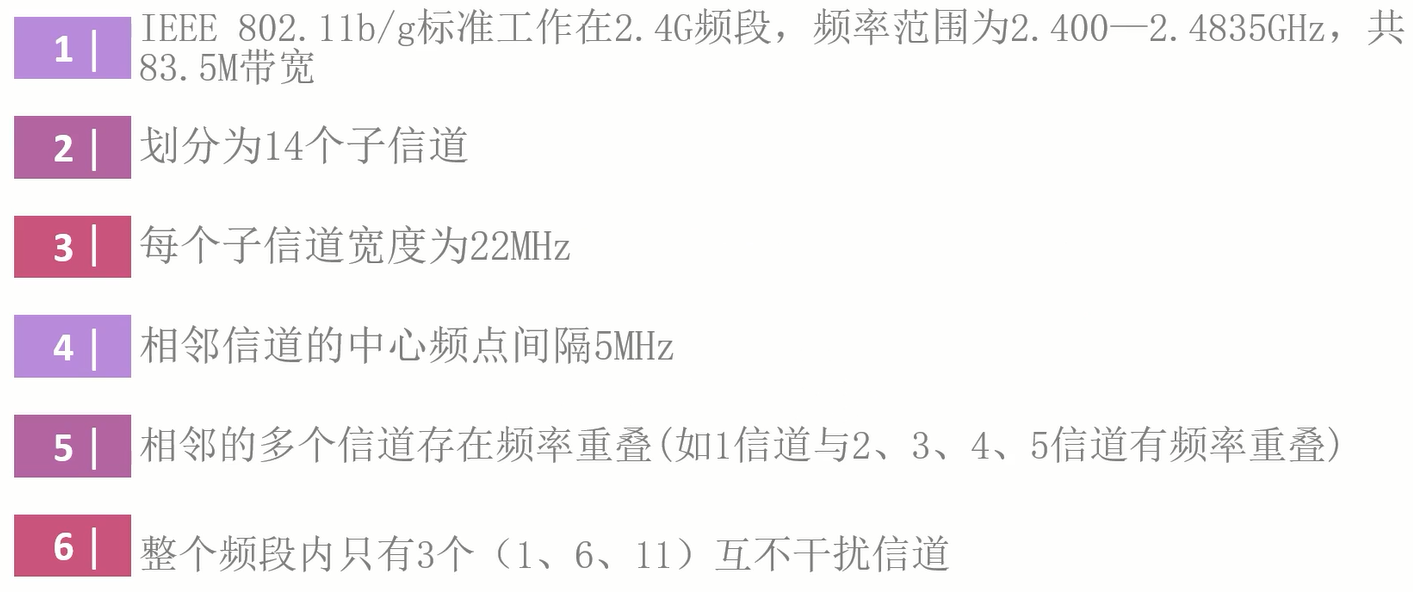 1 | IEEE 802.11b/g标准工作在2.4G频段，频率范围为2.400—2.4835GHz，共
83.5M带宽
2 | 划分为14个子信道
3 | 每个子信道宽度为22MHz
4 | 相邻信道的中心频点间隔5MHz
5 | 相邻的多个信道存在频率重叠(如1信道与2、3、4、5信道有频率重叠)
6 | 整个频段内只有3个（1、6、11）互不干扰信道